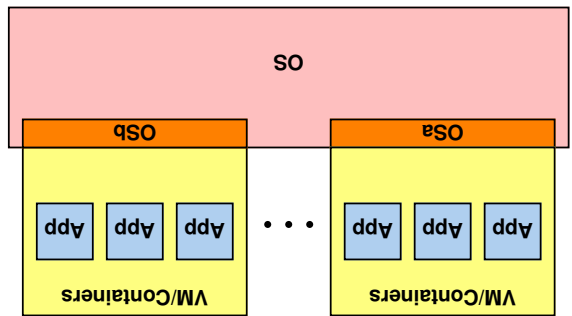 VM/Containers VM/Containers
App App App . . . App App App
OSa OSb
OS